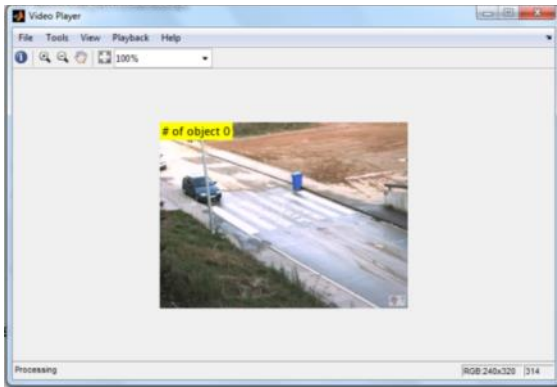 Video Player
File Tools View Playback Help
100%
# of object 0
Processing
RGB:240x320 314